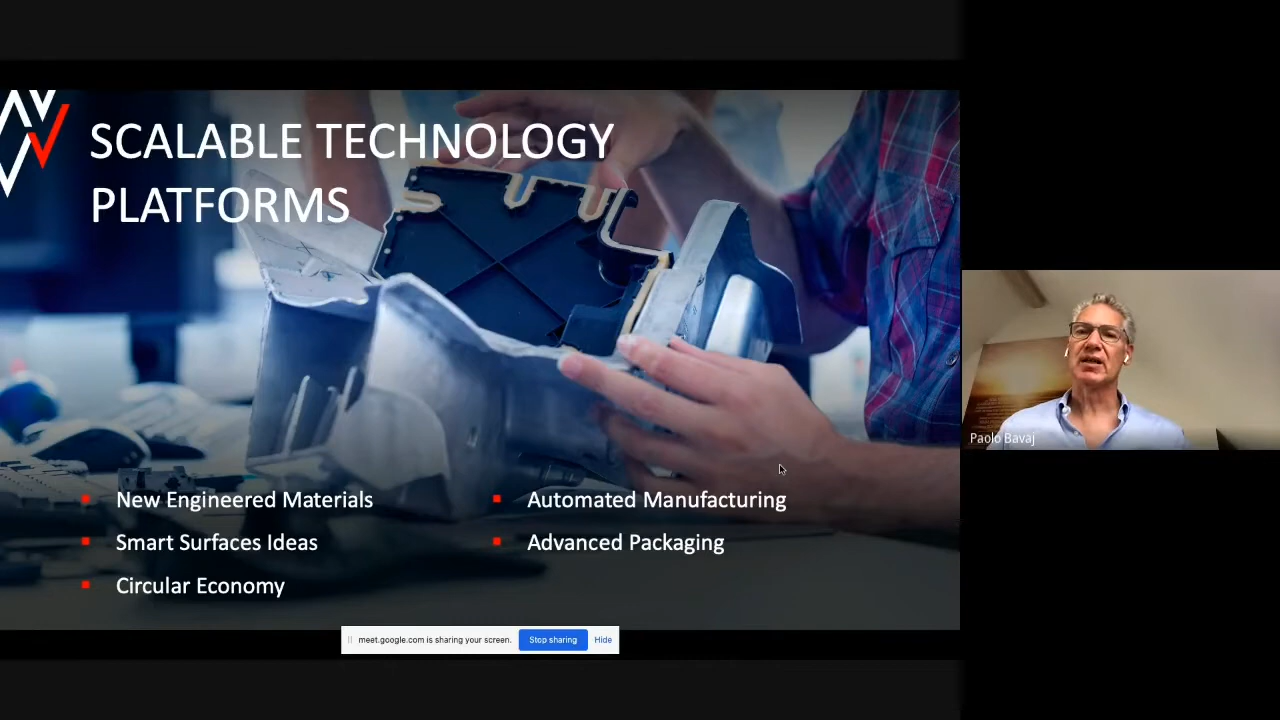 SCALABLE TECHNOLOGY
PLATFORMS
New Engineered Materials
Smart Surfaces Ideas
Circular Economy
Automated Manufacturing
Advanced Packaging
meet.google.com is sharing your screen.
Stop sharing
Hide
Paolo Bavaj